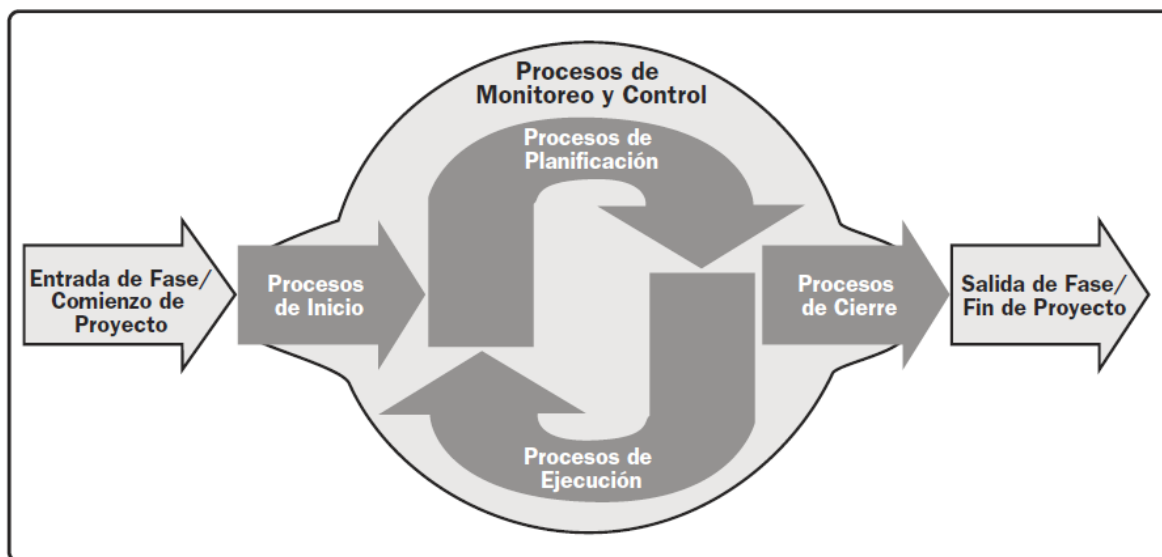 Procesos de
Monitoreo y Control
Procesos de
Planificación
Entrada de Fase/
Comienzo de
Proyecto
Procesos
de Inicio
Procesos
de Cierre
Salida de Fase/
Fin de Proyecto
Procesos de
Ejecución